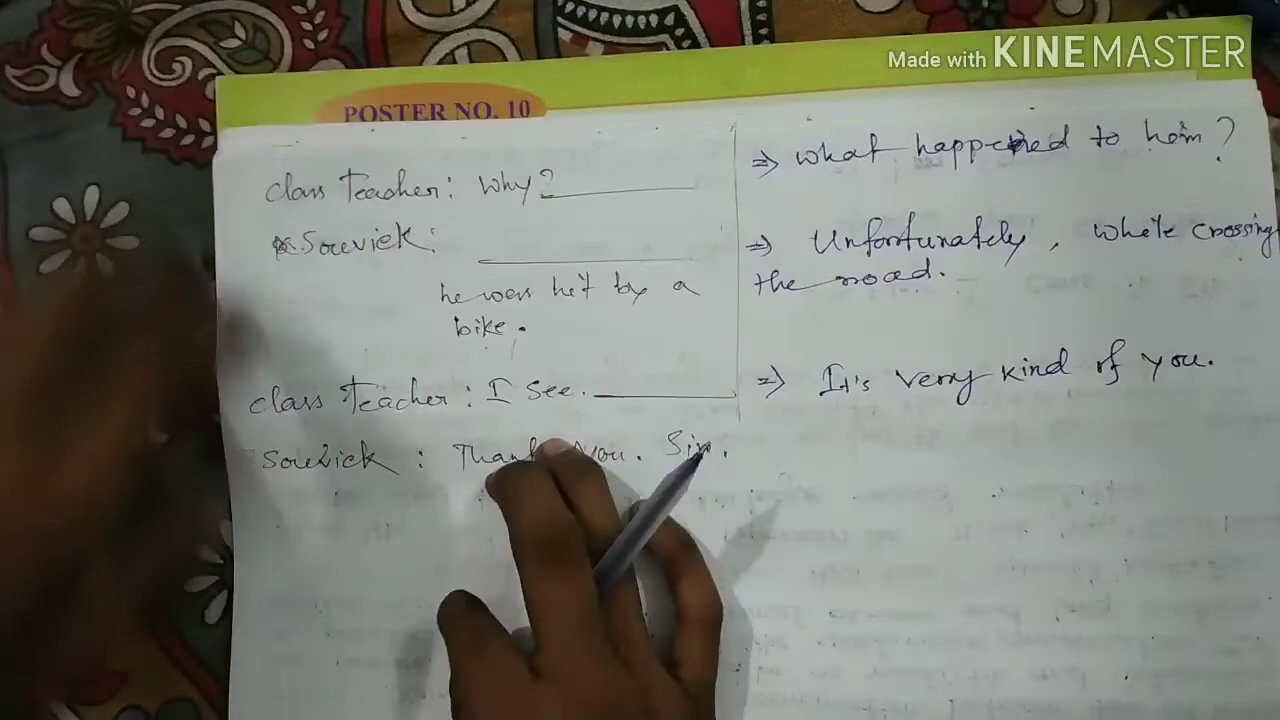 Made with KINEMASTER
POSTER NO. 10
class Teacher: Why?
Souvick:
he was hit by a
bike.
class Teacher: I see.
Souvick: Thank you. Sir.
⇒ What happened to him?
⇒ Unfortunately, while crossing
the road.
⇒ It's very kind of you.